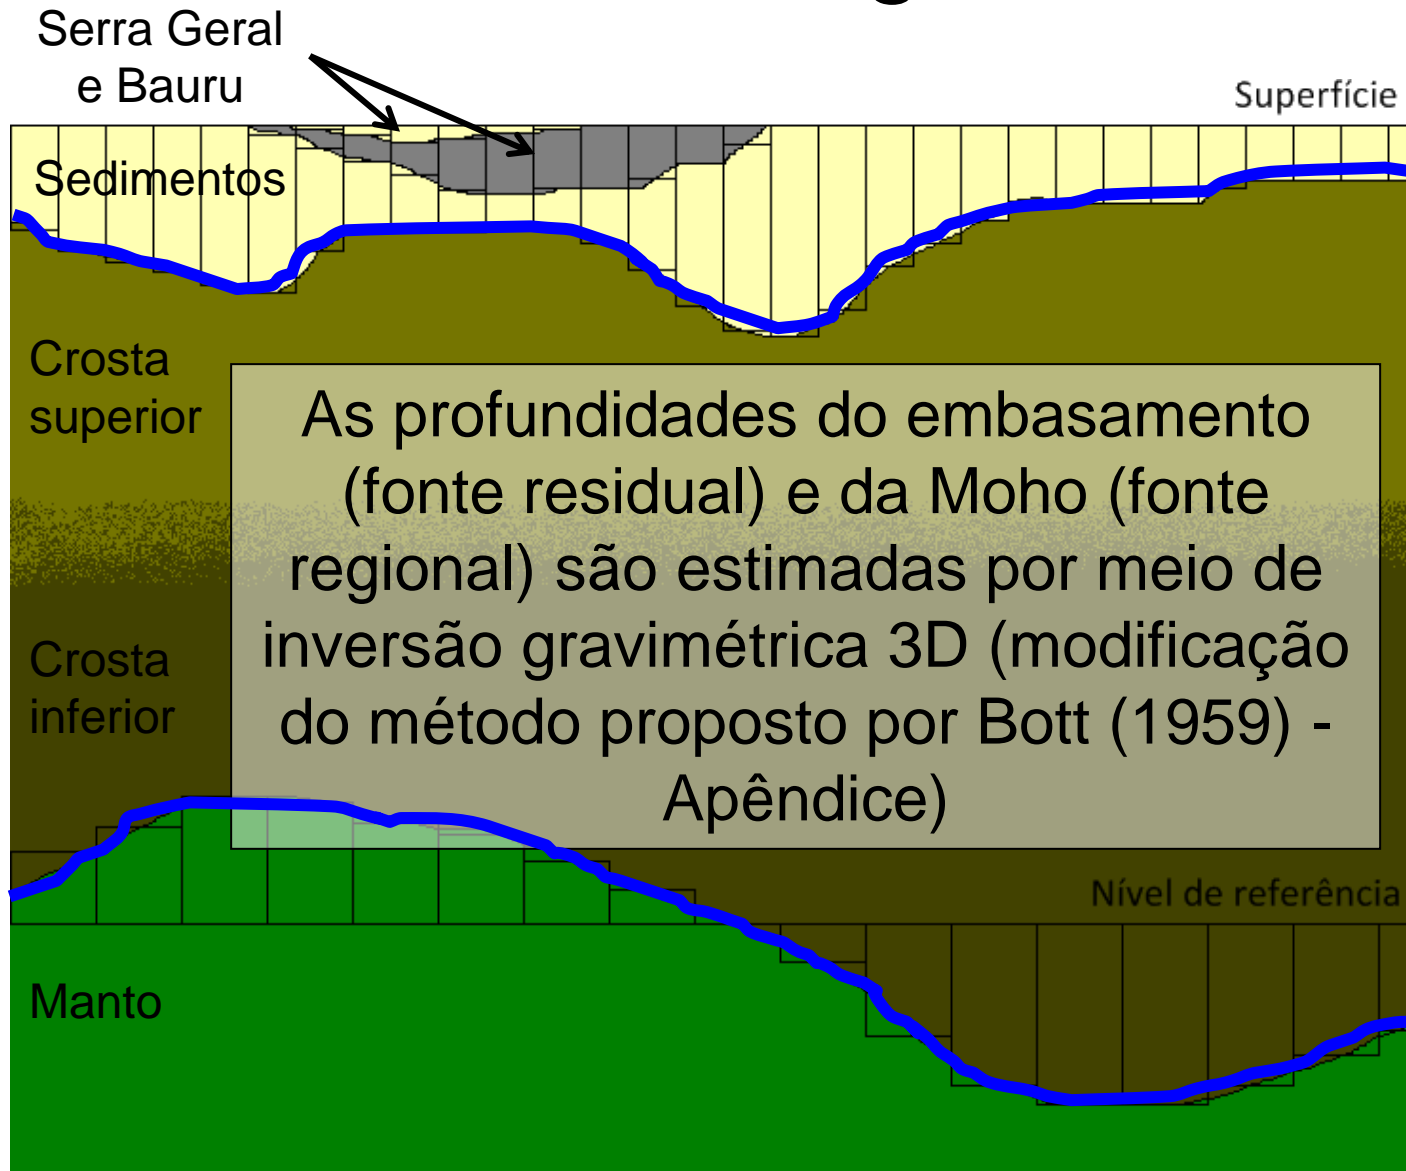 Serra Geral
e Bauru
Superfície
Sedimentos
Crosta
superior
As profundidades do embasamento
(fonte residual) e da Moho (fonte
regional) são estimadas por meio de
inversão gravimétrica 3D (modificação
do método proposto por Bott (1959) -
Apêndice)
Crosta
inferior
Nível de referência
Manto